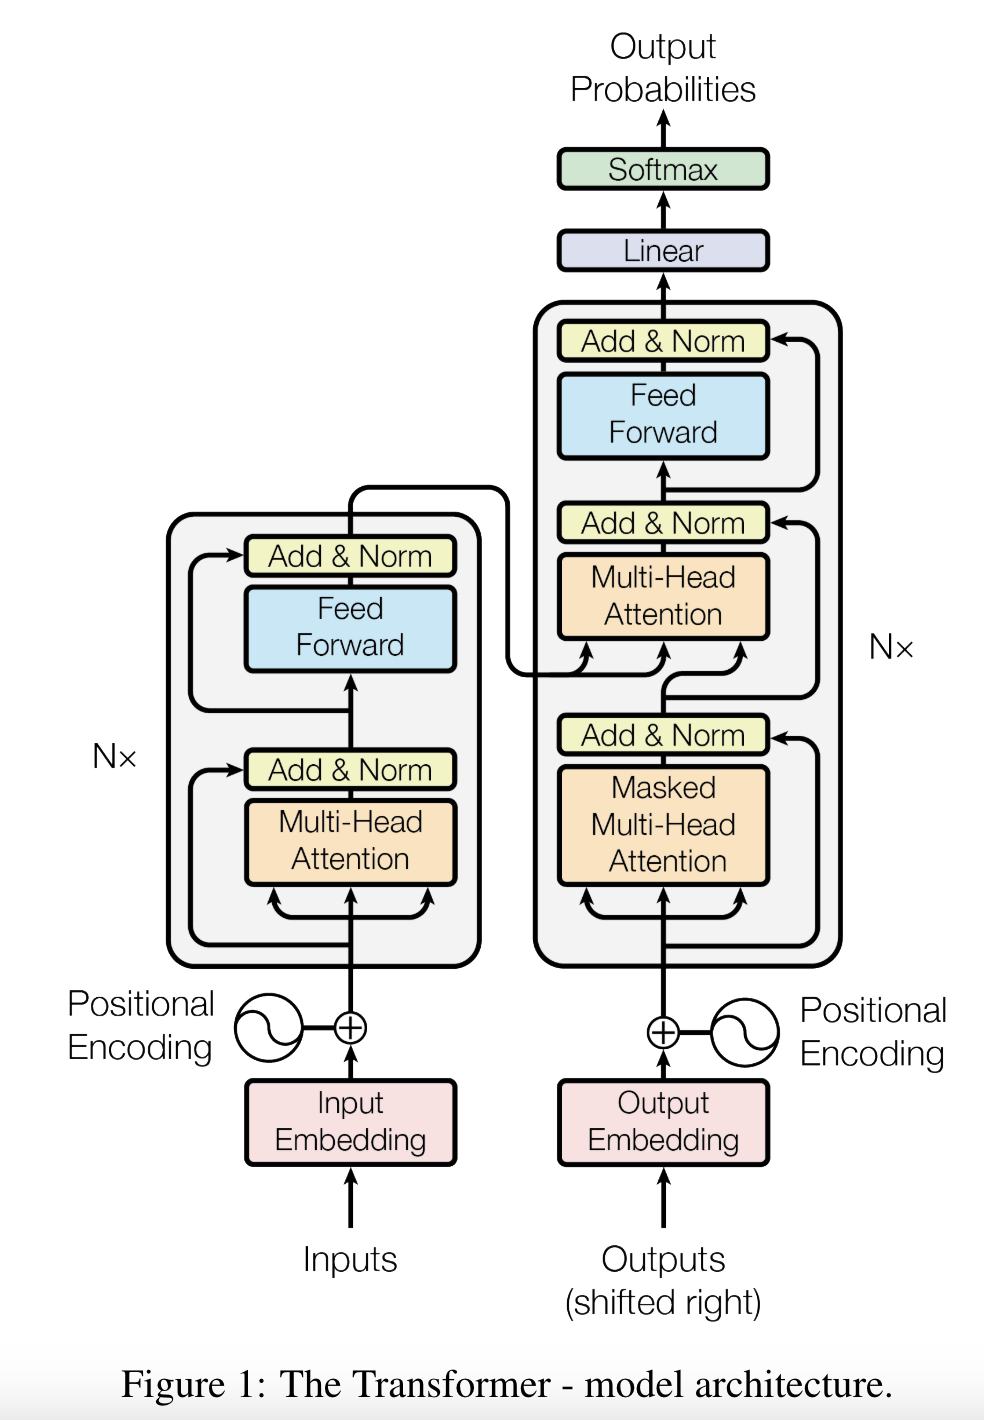 Output
Probabilities
Softmax
Linear
Add & Norm
Feed
Forward
Add & Norm
Multi-Head
Attention
N×
Add & Norm
Masked
Multi-Head
Attention
Add & Norm
Feed
Forward
N×
Add & Norm
Multi-Head
Attention
Positional
Encoding
Positional
Encoding
Input
Embedding
Output
Embedding
Inputs
Outputs
(shifted right)
Figure 1: The Transformer - model architecture.